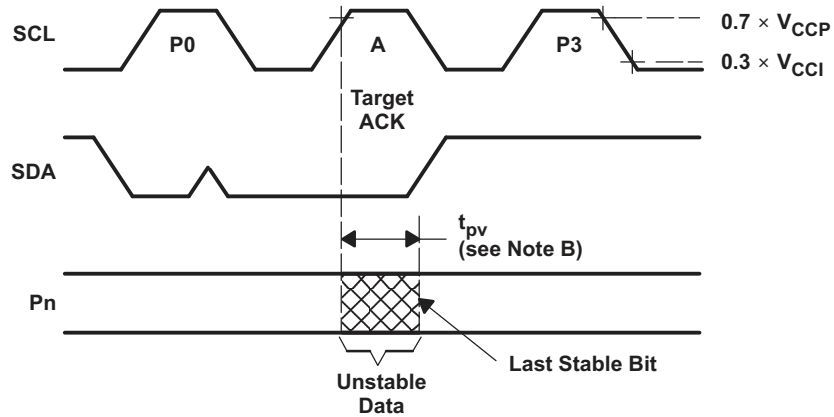 SCL
P0
A
P3
0.7 × VCCP
0.3 × VCCI
Target
ACK
SDA
tpv
(see Note B)
Pn
Last Stable Bit
Unstable
Data